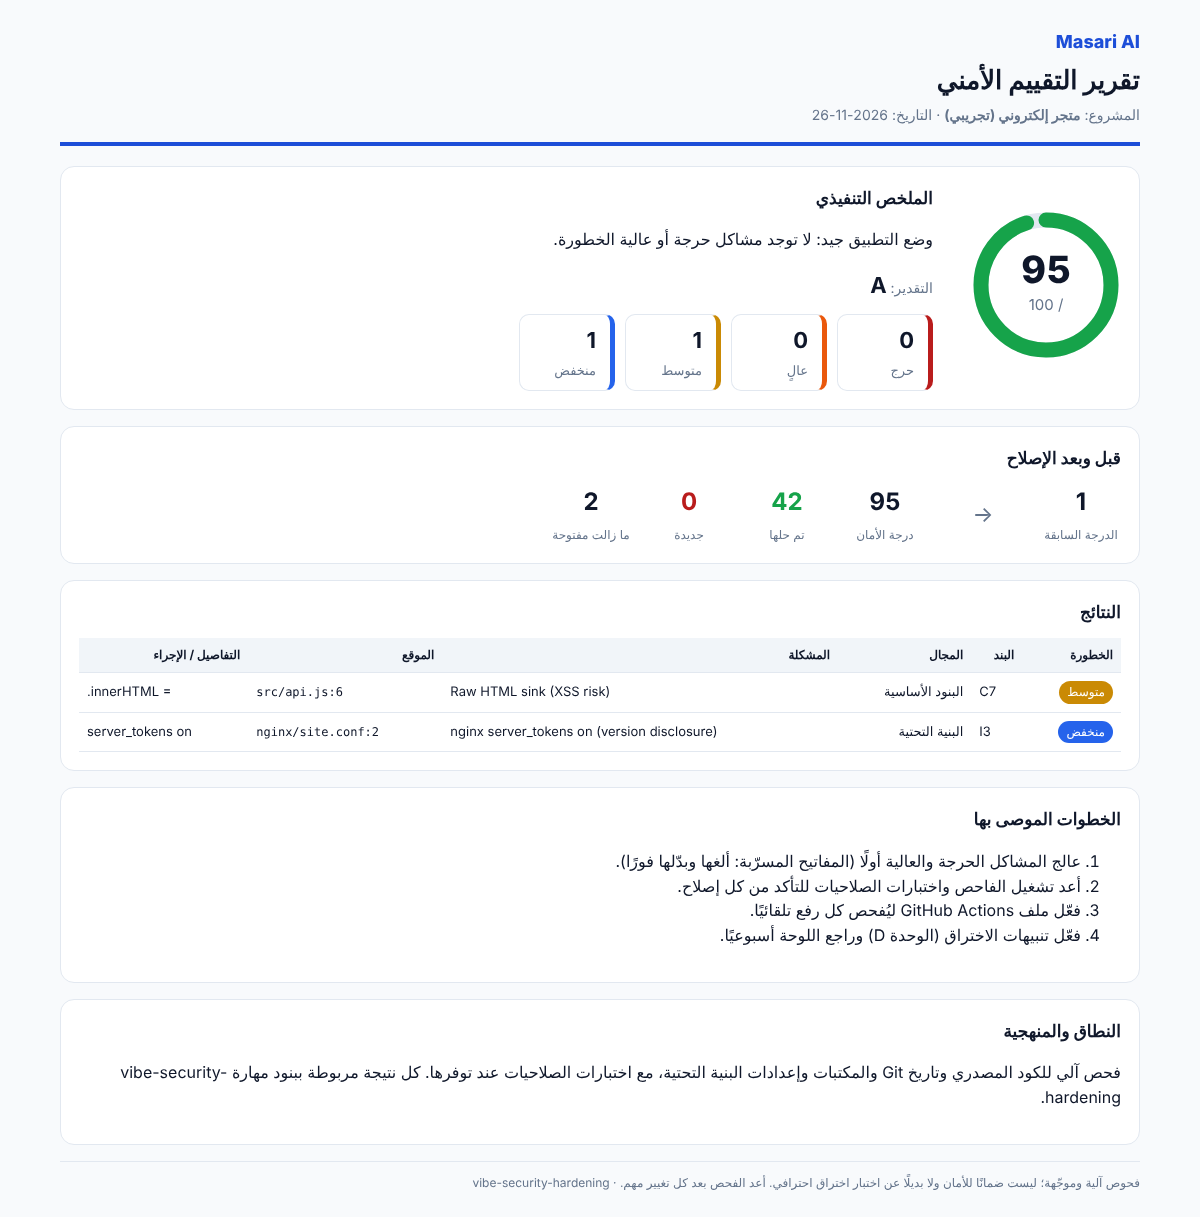 Masari AI
تقرير التقييم الأمني
المشروع: متجر إلكتروني (تجريبي) · التاريخ: 2026-11-26
الملخص التنفيذي
وضع التطبيق جيد: لا توجد مشاكل حرجة أو عالية الخطورة.
95
/ 100
التقدير: A
0 0 1 1
حرج عالٍ متوسط منخفض
قبل وبعد الإصلاح
1 → 95 42 0 2
الدرجة السابقة درجة الأمان تم حلها جديدة ما زالت مفتوحة
النتائج
الخطورة البند المجال المشكلة الموقع التفاصيل / الإجراء
متوسط C7 البنود الأساسية Raw HTML sink (XSS risk) src/api.js:6 .innerHTML =
منخفض I3 البنية التحتية nginx server_tokens on (version disclosure) nginx/site.conf:2 server_tokens on
الخطوات الموصى بها
1. عالج المشاكل الحرجة والعالية أولًا (المفاتيح المسرّبة: ألغها وبدّلها فورًا).
2. أعد تشغيل الفاحص واختبارات الصلاحيات للتأكد من كل إصلاح.
3. فعّل ملف GitHub Actions ليُفحص كل رفع تلقائيًا.
4. فعّل تنبيهات الاختراق (الوحدة D) وراجع اللوحة أسبوعيًا.
النطاق والمنهجية
فحص آلي للكود المصدري وتاريخ Git والمكتبات وإعدادات البنية التحتية، مع اختبارات الصلاحيات عند توفرها. كل نتيجة مربوطة ببنود مهارة vibe-security-
hardening.
فحوص آلية وموجّهة؛ ليست ضمانًا للأمان ولا بديلًا عن اختبار اختراق احترافي. أعد الفحص بعد كل تغيير مهم. · vibe-security-hardening